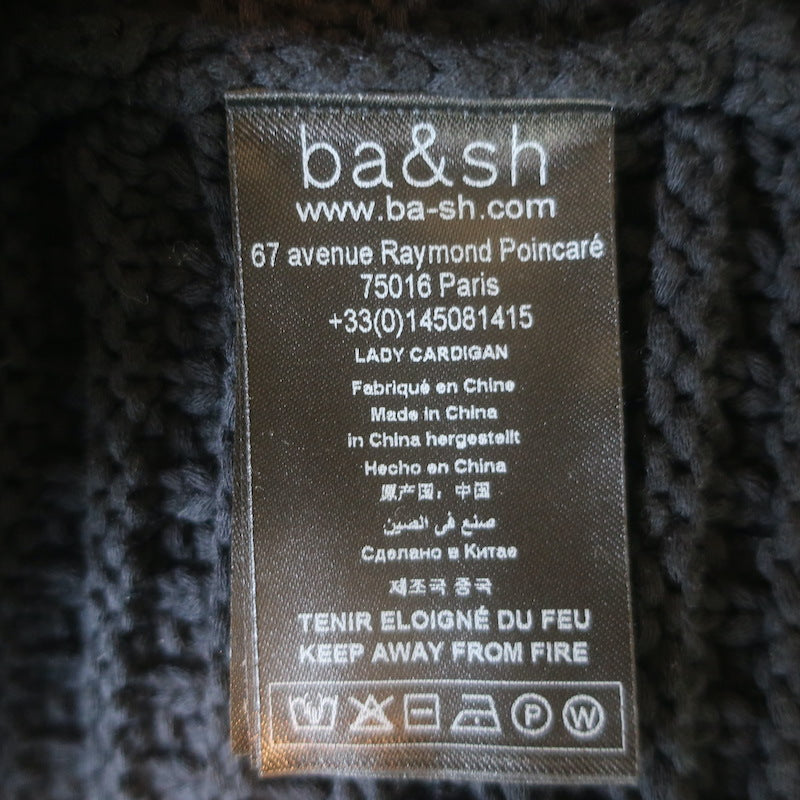 ba&sh
www.ba-sh.com
67 avenue Raymond Poincaré
75016 Paris
+33(0)145081415
LADY CARDIGAN
Fabriqué en Chine
Made in China
in China hergestellt
Hecho en China
原产国：中国
صنع في الصين
Сделано в Китае
제조국 중국
TENIR ELOIGNÉ DU FEU
KEEP AWAY FROM FIRE
P W